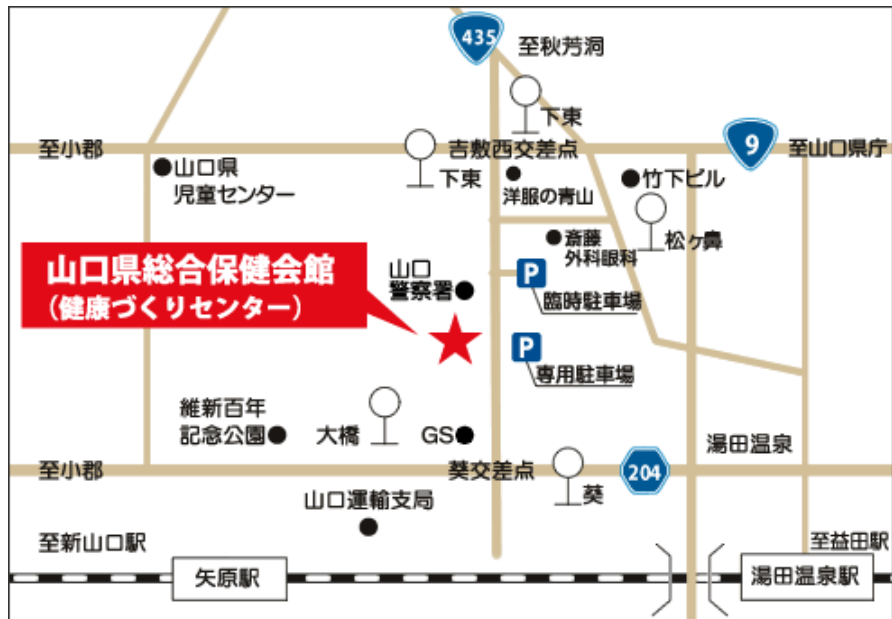 435
至秋芳洞
下東
至小郡
吉敷西交差点
9
至山口県庁
山口県
児童センター
下東
洋服の青山
竹下ビル
松ヶ鼻
斎藤
外科眼科
山口県総合保健会館
(健康づくりセンター)
山口
警察署
P
臨時駐車場
P
専用駐車場
維新百年
記念公園
大橋
GS
湯田温泉
至小郡
葵交差点
204
葵
山口運輸支局
至新山口駅
至益田駅
矢原駅
湯田温泉駅